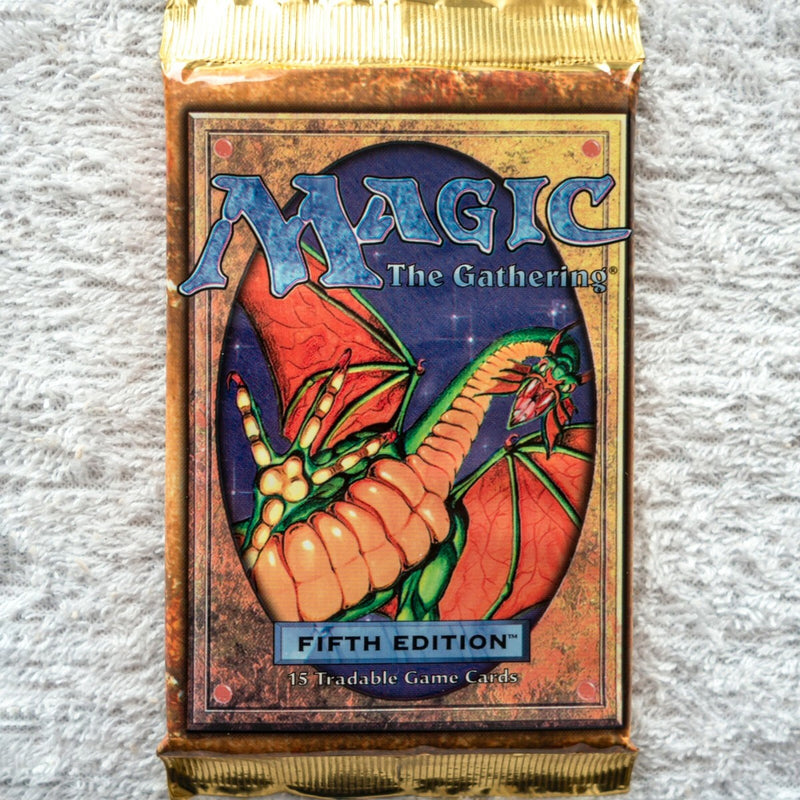 MAGIC
The Gathering®
FIFTH EDITION™
15 Tradable Game Cards